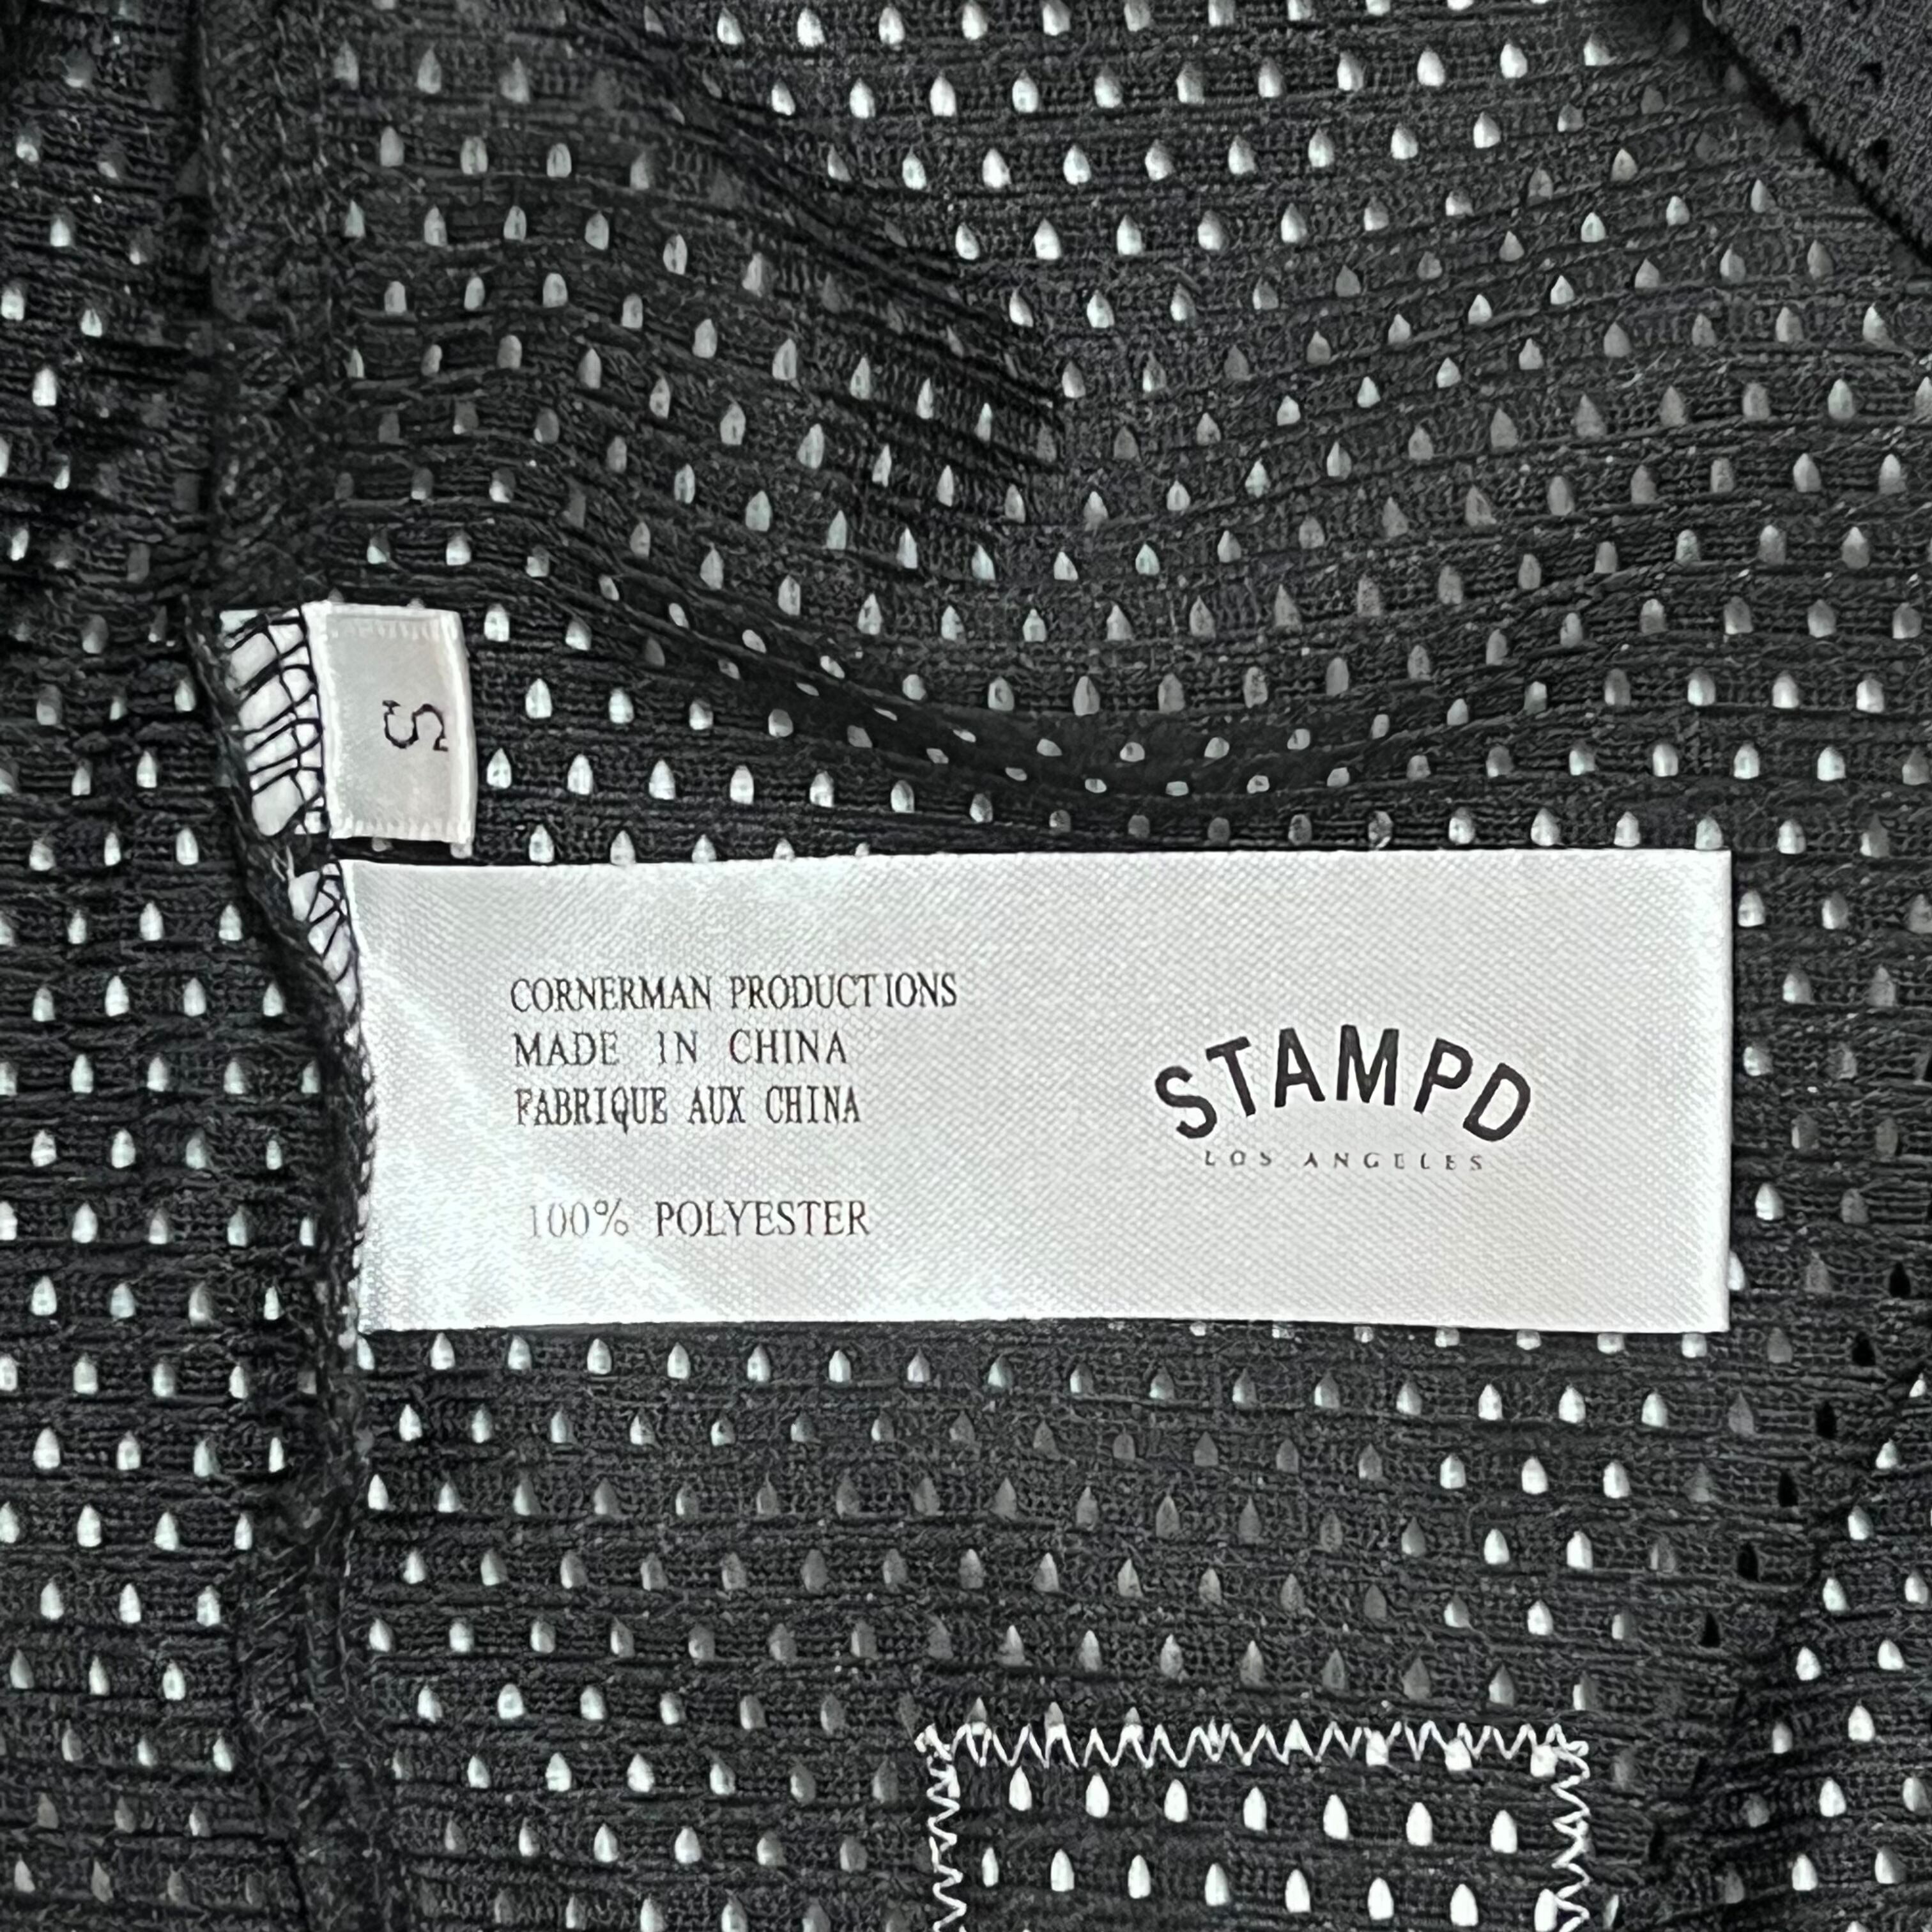 S
CORNERMAN PRODUCTIONS
MADE IN CHINA
FABRIQUE AUX CHINA
100% POLYESTER
STAMPD
LOS ANGELES